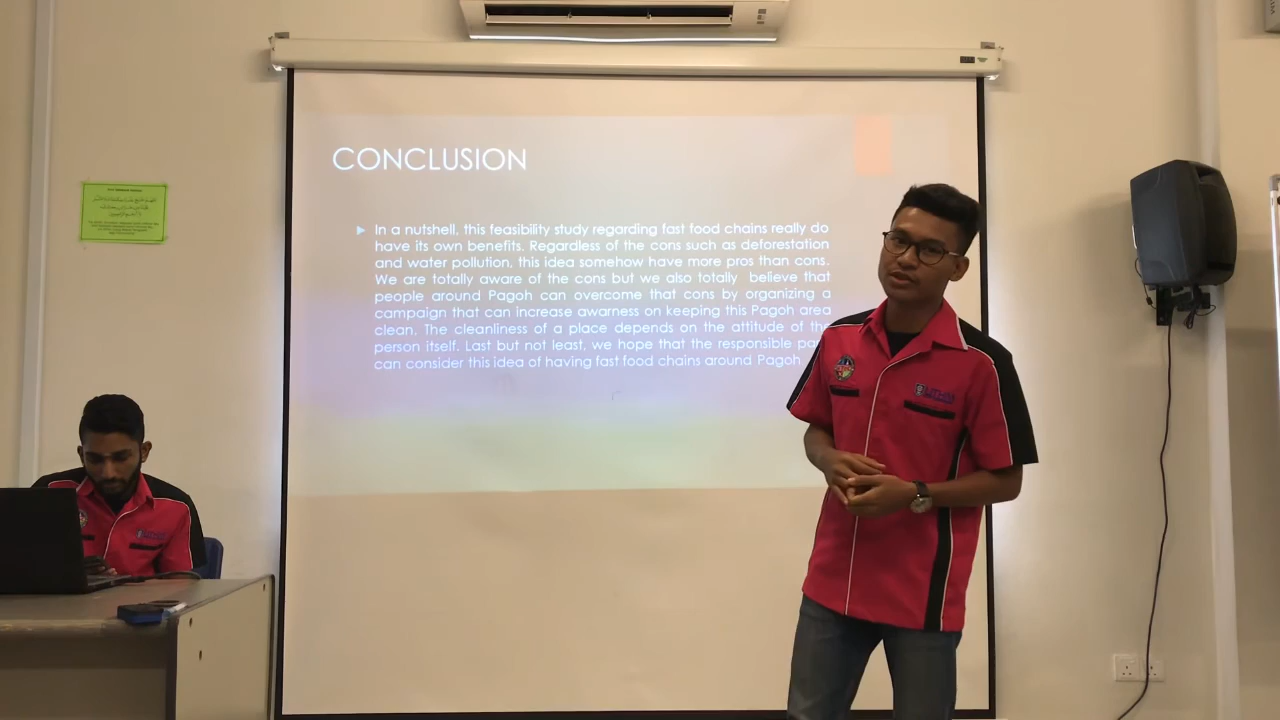 CONCLUSION
In a nutshell, this feasibility study regarding fast food chains really do
have its own benefits. Regardless of the cons such as deforestation
and water pollution, this idea somehow have more pros than cons.
We are totally aware of the cons but we also totally believe that
people around Pagoh can overcome that cons by organizing a
campaign that can increase awarness on keeping this Pagoh area
clean. The cleanliness of a place depends on the attitude of the
person itself. Last but not least, we hope that the responsible
can consider this idea of having fast food chains around Pagoh